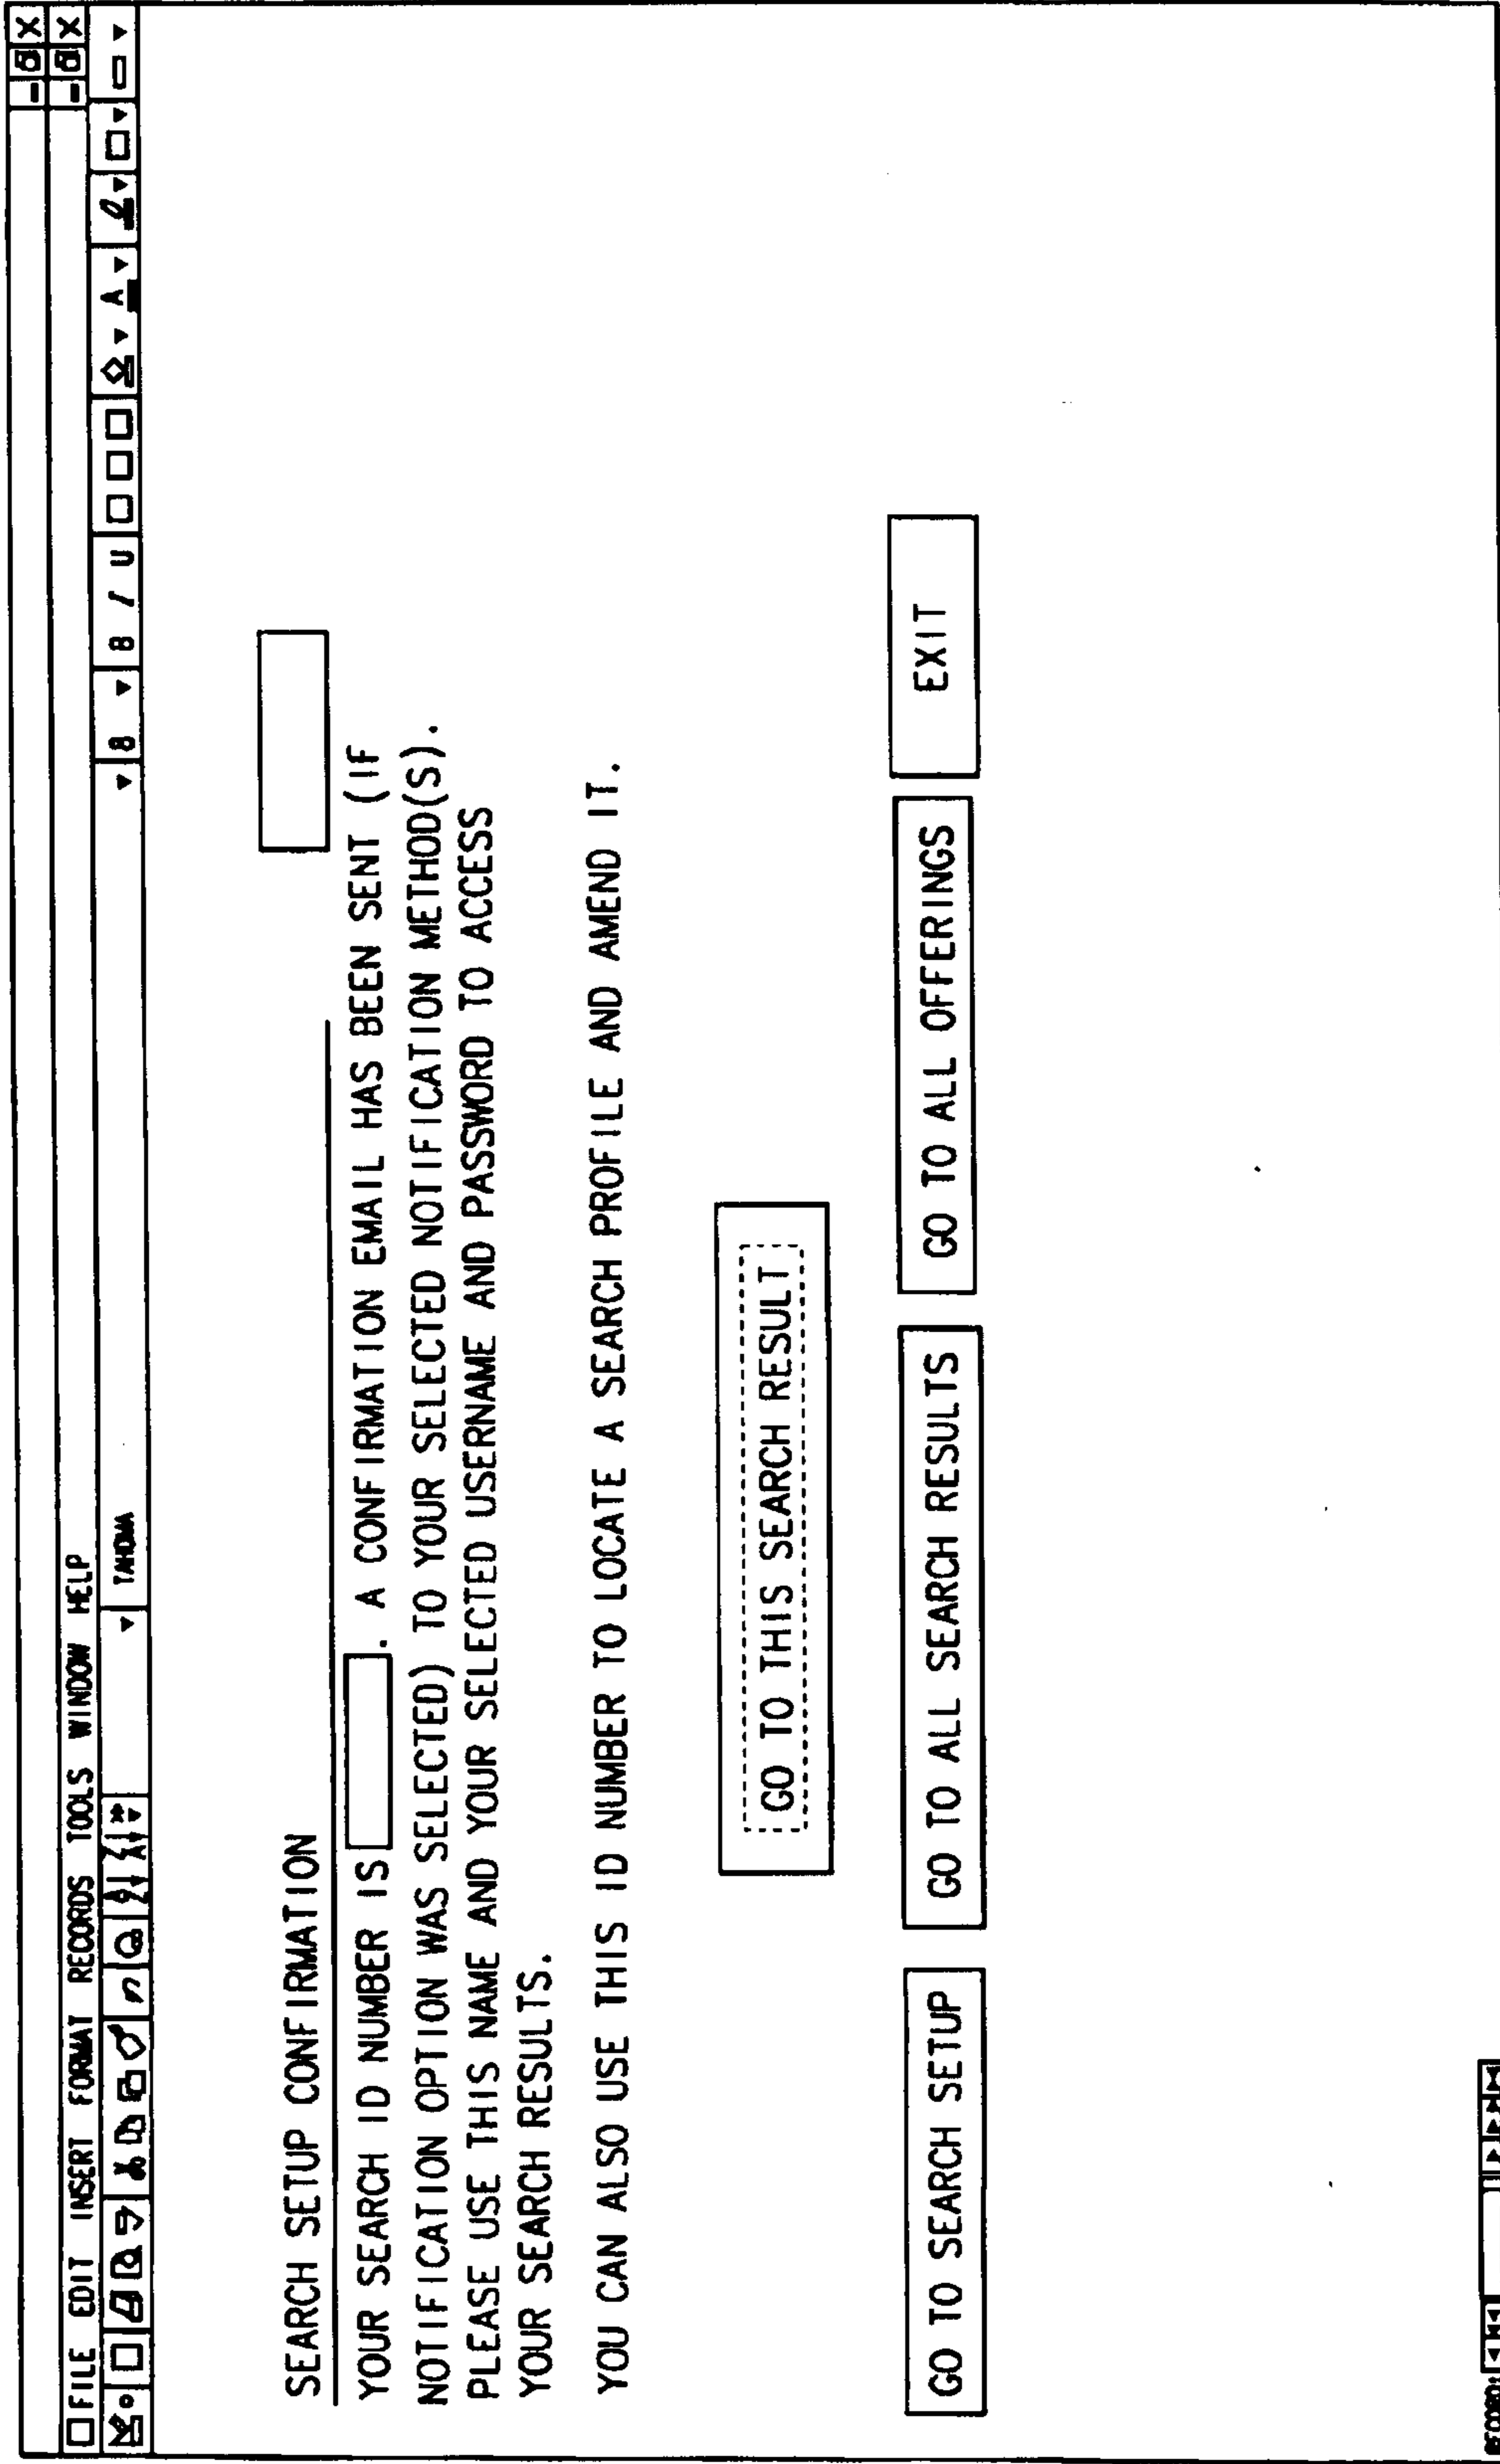 FILE EDIT INSERT FORMAT RECORDS TOOLS WINDOW HELP
TAHOMA 8 B / U A
SEARCH SETUP CONFIRMATION
YOUR SEARCH ID NUMBER IS . A CONFIRMATION EMAIL HAS BEEN SENT (IF
NOTIFICATION OPTION WAS SELECTED) TO YOUR SELECTED NOTIFICATION METHOD(S).
PLEASE USE THIS NAME AND YOUR SELECTED USERNAME AND PASSWORD TO ACCESS
YOUR SEARCH RESULTS.
YOU CAN ALSO USE THIS ID NUMBER TO LOCATE A SEARCH PROFILE AND AMEND IT.
GO TO THIS SEARCH RESULT
GO TO SEARCH SETUP
GO TO ALL SEARCH RESULTS
GO TO ALL OFFERINGS
EXIT
RECORD: